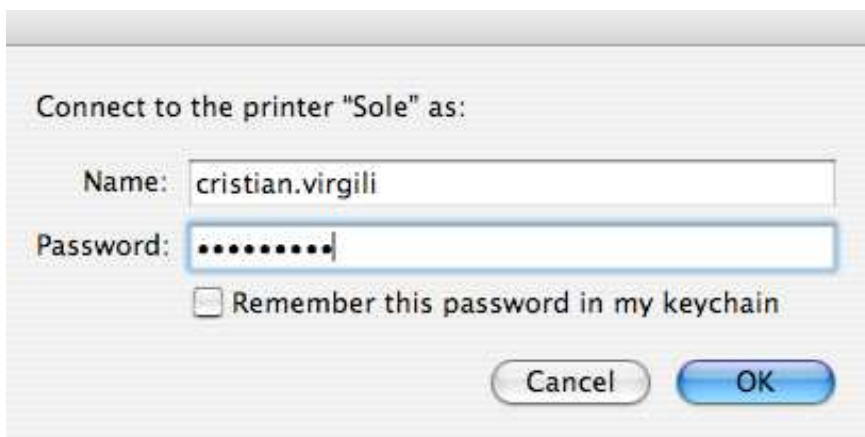 Connect to the printer “Sole” as:
Name: cristian.virgili
Password: •••••••••
Remember this password in my keychain
Cancel OK